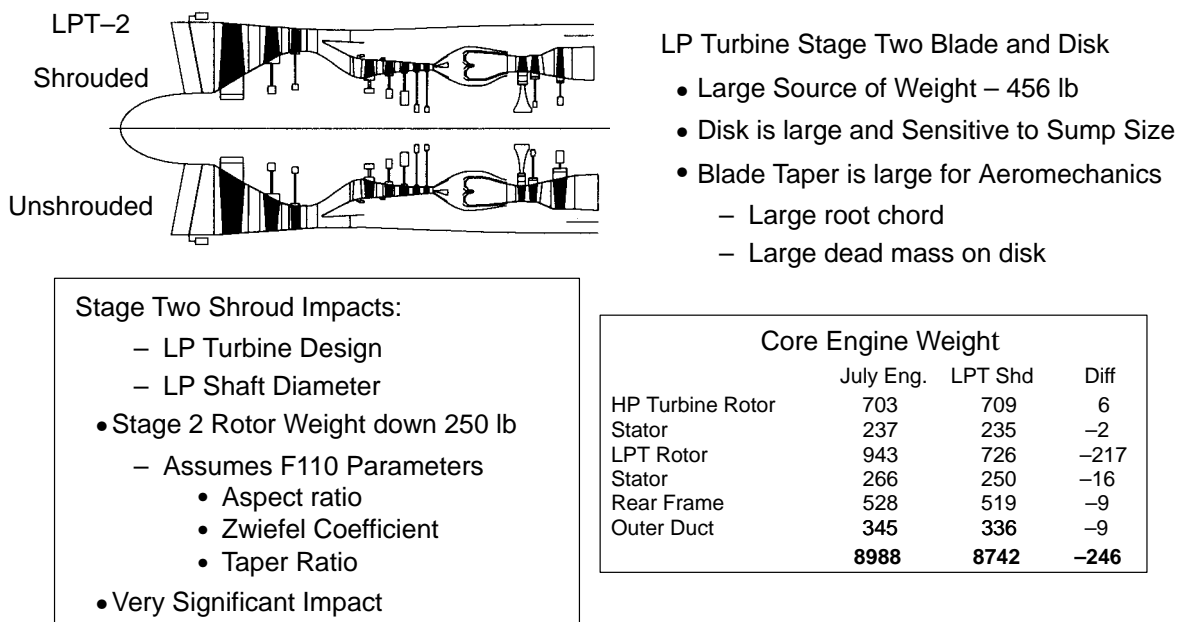 LPT–2
Shrouded
Unshrouded
LP Turbine Stage Two Blade and Disk
• Large Source of Weight – 456 lb
• Disk is large and Sensitive to Sump Size
• Blade Taper is large for Aeromechanics
– Large root chord
– Large dead mass on disk
Stage Two Shroud Impacts:
– LP Turbine Design
– LP Shaft Diameter
• Stage 2 Rotor Weight down 250 lb
– Assumes F110 Parameters
• Aspect ratio
• Zwiefel Coefficient
• Taper Ratio
• Very Significant Impact
Core Engine Weight
July Eng. LPT Shd Diff
HP Turbine Rotor 703 709 6
Stator 237 235 –2
LPT Rotor 943 726 –217
Stator 266 250 –16
Rear Frame 528 519 –9
Outer Duct 345 336 –9
8988 8742 –246